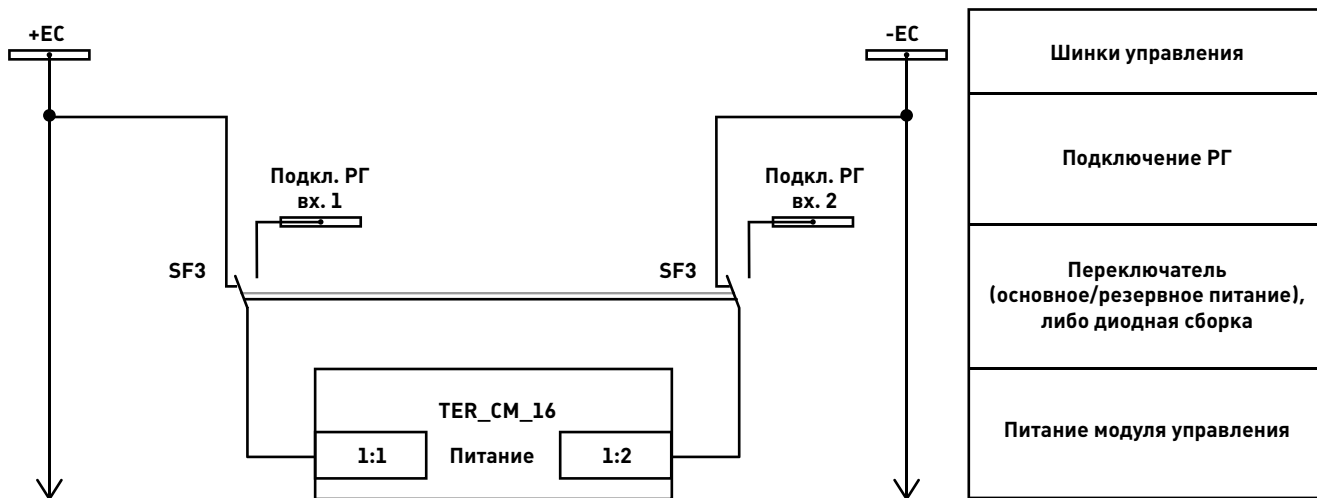 +EC
-EC
Шинки управления
Подключение РГ
Подкл. РГ
вх. 1
Подкл. РГ
вх. 2
SF3
SF3
Переключатель
(основное/резервное питание),
либо диодная сборка
TER_CM_16
1:1
Питание
1:2
Питание модуля управления